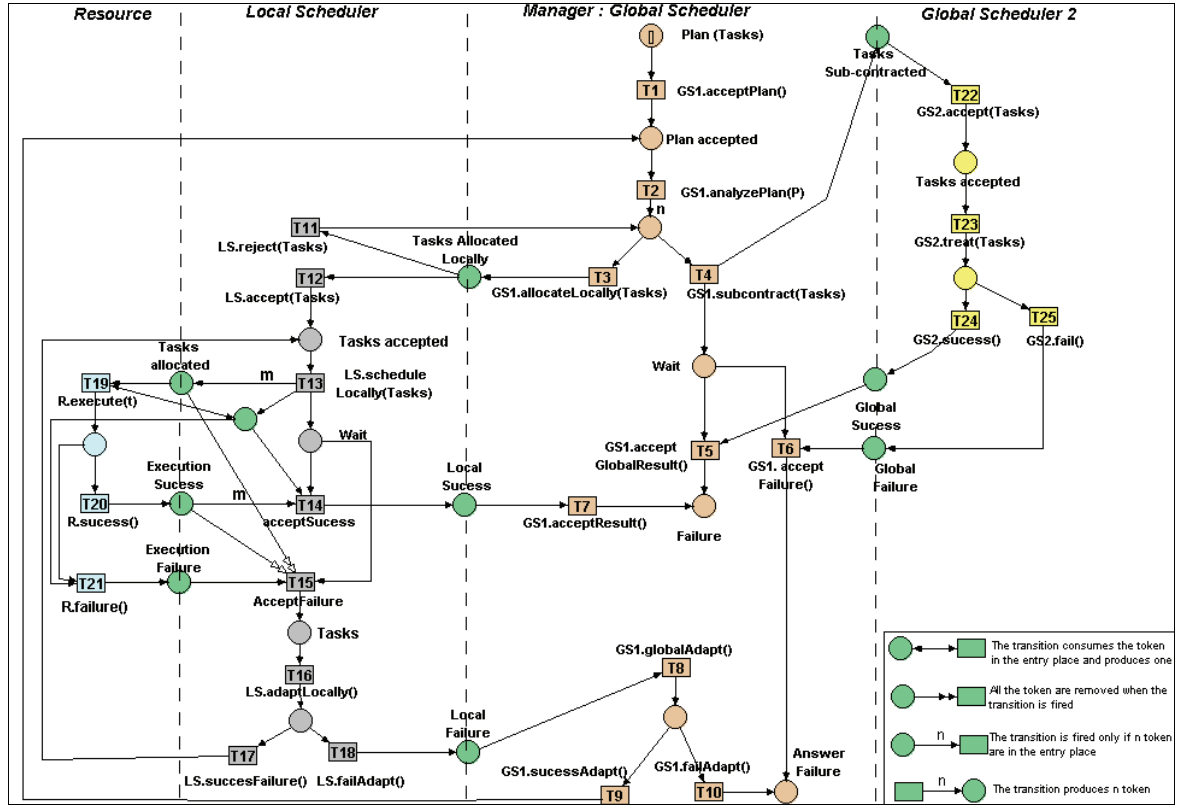 Resource
Local Scheduler
Manager : Global Scheduler
Global Scheduler 2
Plan (Tasks)
Tasks
Sub-contracted
T1
GS1.acceptPlan()
T22
GS2.accept(Tasks)
Plan accepted
T2
GS1.analyzePlan(P)
Tasks accepted
n
T11
LS.reject(Tasks)
Tasks Allocated
Locally
T23
GS2.treat(Tasks)
T12
LS.accept(Tasks)
T3
GS1.allocateLocally(Tasks)
T4
GS1.subcontract(Tasks)
T24
GS2.sucess()
T25
GS2.fail()
Tasks accepted
Tasks
allocated
T19
R.execute(t)
m
T13
LS.schedule
Locally(Tasks)
Wait
Global
Sucess
Wait
GS1.accept
GlobalResult()
T5
T6
GS1. accept
Failure()
Global
Failure
Execution
Sucess
T20
R.sucess()
m
T14
acceptSucess
Local
Sucess
T7
GS1.acceptResult()
Failure
Execution
Failure
T21
R.failure()
T15
AcceptFailure
Tasks
T16
LS.adaptLocally()
GS1.globalAdapt()
T8
T17
LS.succesFailure()
T18
LS.failAdapt()
Local
Failure
GS1.sucessAdapt()
T9
GS1.failAdapt()
T10
Answer
Failure
The transition consumes the token
in the entry place and produces one
All the token are removed when the
transition is fired
n
The transition is fired only if n token
are in the entry place
n
The transition produces n token